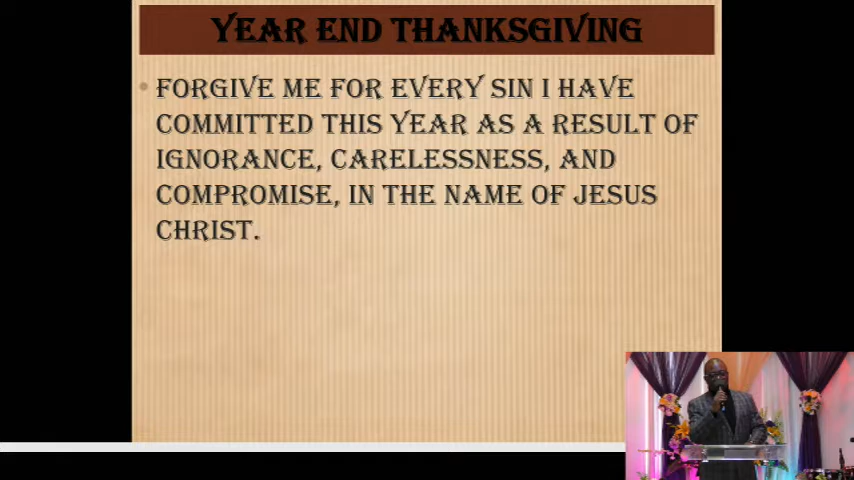 YEAR END THANKSGIVING
FORGIVE ME FOR EVERY SIN I HAVE
COMMITTED THIS YEAR AS A RESULT OF
IGNORANCE, CARELESSNESS, AND
COMPROMISE, IN THE NAME OF JESUS
CHRIST.